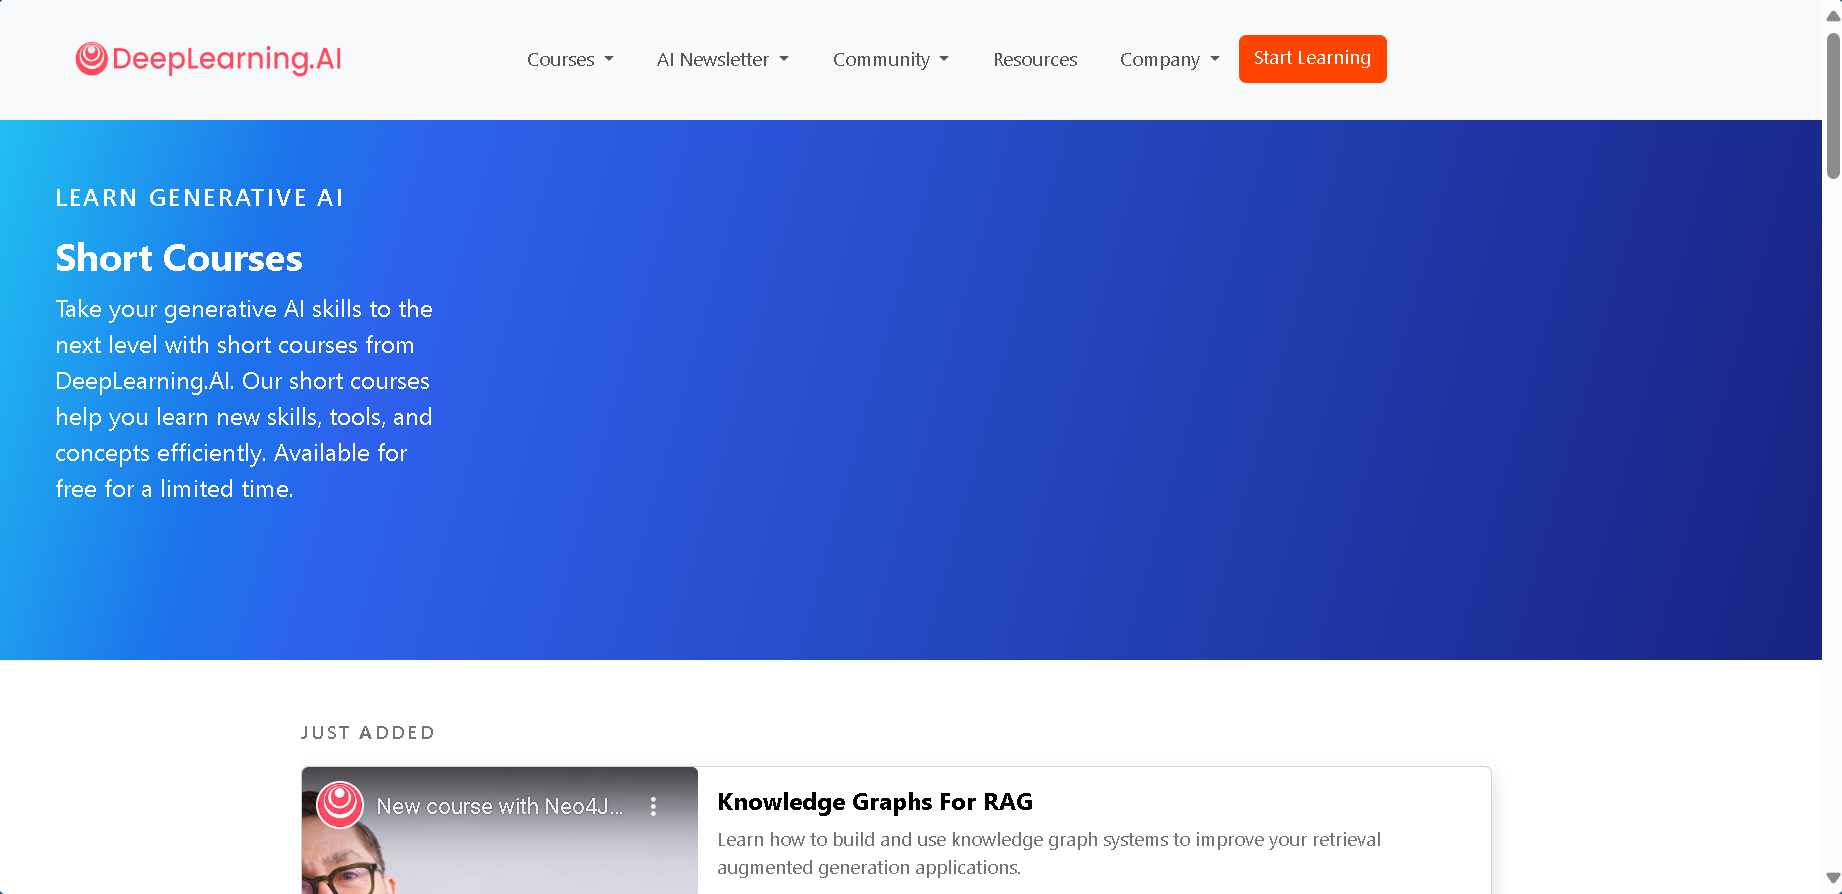 DeepLearning.AI
Courses
AI Newsletter
Community
Resources
Company
Start Learning
LEARN GENERATIVE AI
Short Courses
Take your generative AI skills to the
next level with short courses from
DeepLearning.AI. Our short courses
help you learn new skills, tools, and
concepts efficiently. Available for
free for a limited time.
JUST ADDED
New course with Neo4J...
Knowledge Graphs For RAG
Learn how to build and use knowledge graph systems to improve your retrieval
augmented generation applications.